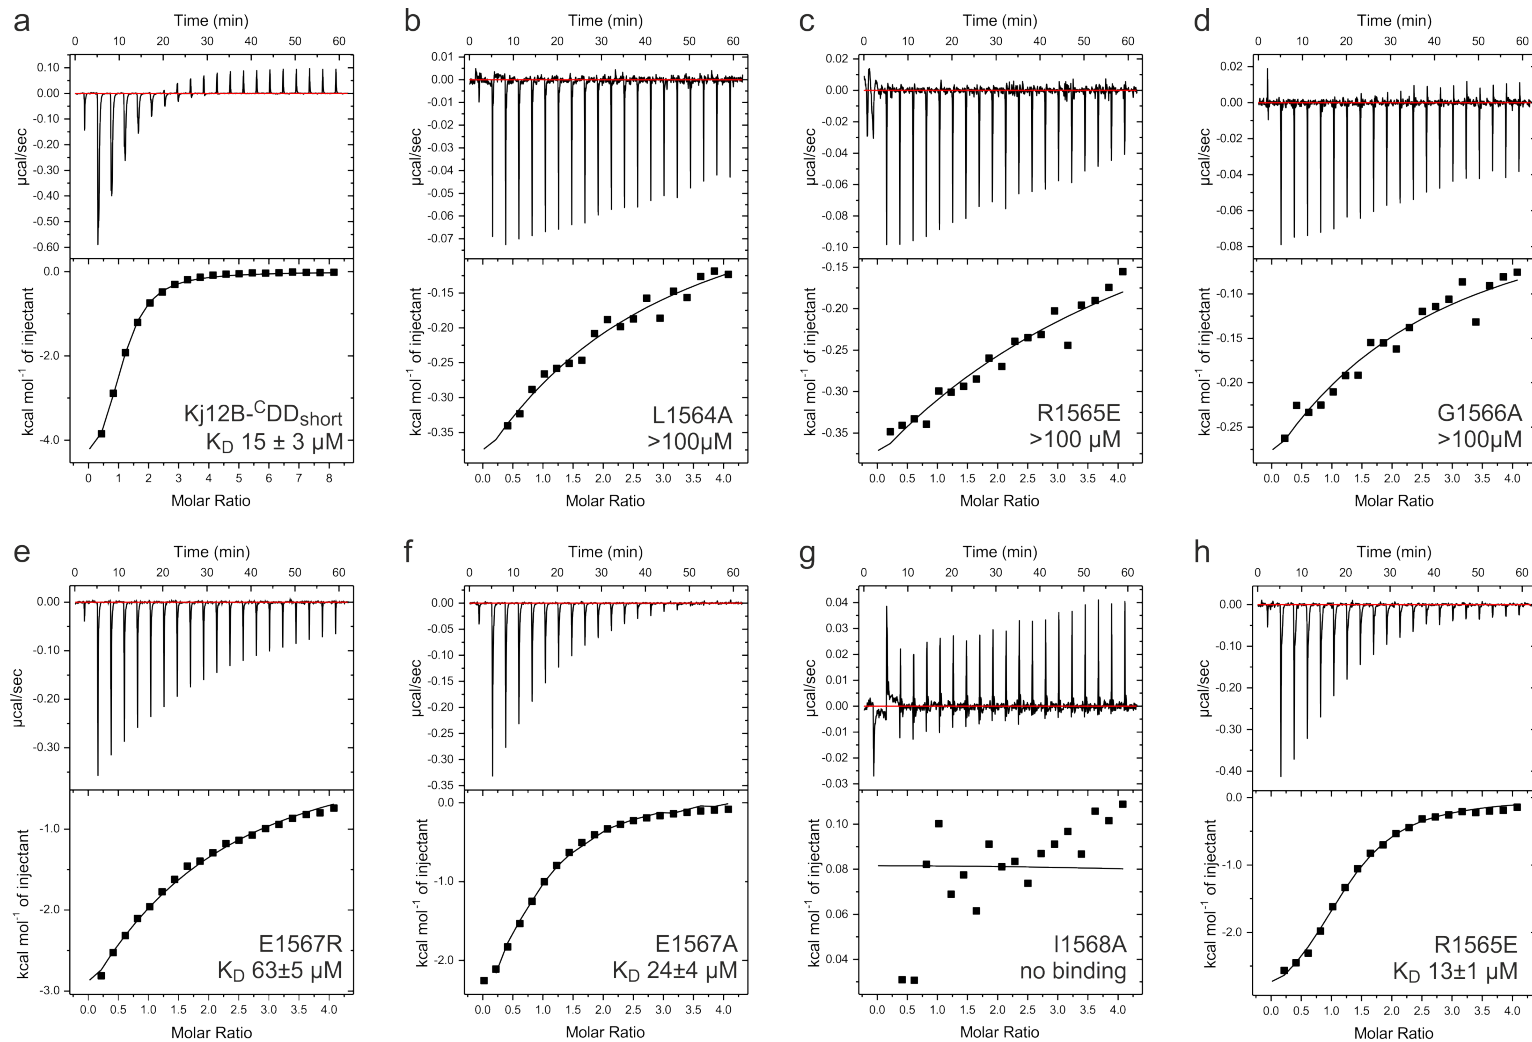 a
Time (min)
0 10 20 30 40 50 60
0.10
0.00
-0.10
-0.20
-0.30
-0.40
-0.50
-0.60
µcal/sec
0.0
-2.0
-4.0
kcal mol⁻¹ of injectant
Kj12B-ᶜDDshort
KD 15 ± 3 µM
0 1 2 3 4 5 6 7 8
Molar Ratio
b
Time (min)
0 10 20 30 40 50 60
0.01
0.00
-0.01
-0.02
-0.03
-0.04
-0.05
-0.06
-0.07
µcal/sec
-0.15
-0.20
-0.25
-0.30
-0.35
kcal mol⁻¹ of injectant
L1564A
>100µM
0.0 0.5 1.0 1.5 2.0 2.5 3.0 3.5 4.0
Molar Ratio
c
Time (min)
0 10 20 30 40 50 60
0.02
0.00
-0.02
-0.04
-0.06
-0.08
-0.10
µcal/sec
-0.15
-0.20
-0.25
-0.30
-0.35
kcal mol⁻¹ of injectant
R1565E
>100 µM
0.0 0.5 1.0 1.5 2.0 2.5 3.0 3.5 4.0
Molar Ratio
d
Time (min)
0 10 20 30 40 50 60
0.02
0.00
-0.02
-0.04
-0.06
-0.08
µcal/sec
-0.10
-0.15
-0.20
-0.25
kcal mol⁻¹ of injectant
G1566A
>100µM
0.0 0.5 1.0 1.5 2.0 2.5 3.0 3.5 4.0
Molar Ratio
e
Time (min)
0 10 20 30 40 50 60
0.00
-0.10
-0.20
-0.30
µcal/sec
-1.0
-2.0
-3.0
kcal mol⁻¹ of injectant
E1567R
KD 63±5 µM
0.0 0.5 1.0 1.5 2.0 2.5 3.0 3.5 4.0
Molar Ratio
f
Time (min)
0 10 20 30 40 50 60
0.00
-0.05
-0.10
-0.15
-0.20
-0.25
-0.30
-0.35
µcal/sec
0.0
-1.0
-2.0
kcal mol⁻¹ of injectant
E1567A
KD 24±4 µM
0.0 0.5 1.0 1.5 2.0 2.5 3.0 3.5 4.0
Molar Ratio
g
Time (min)
0 10 20 30 40 50 60
0.04
0.03
0.02
0.01
0.00
-0.01
-0.02
-0.03
µcal/sec
0.10
0.08
0.06
0.04
kcal mol⁻¹ of injectant
I1568A
no binding
0.0 0.5 1.0 1.5 2.0 2.5 3.0 3.5 4.0
Molar Ratio
h
Time (min)
0 10 20 30 40 50 60
0.00
-0.10
-0.20
-0.30
-0.40
µcal/sec
0.0
-1.0
-2.0
kcal mol⁻¹ of injectant
R1565E
KD 13±1 µM
0.0 0.5 1.0 1.5 2.0 2.5 3.0 3.5 4.0
Molar Ratio